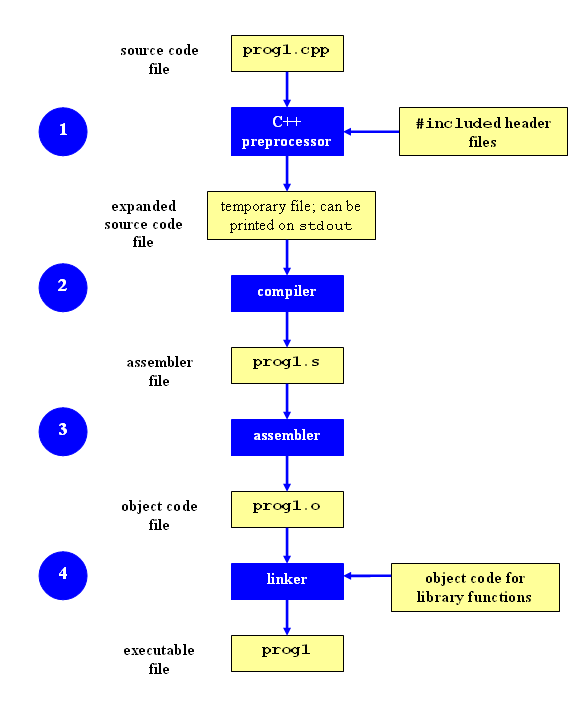 source code
file
prog1.cpp
1
C++
preprocessor
#included header
files
expanded
source code
file
temporary file; can be
printed on stdout
2
compiler
assembler
file
prog1.s
3
assembler
object code
file
prog1.o
4
linker
object code for
library functions
executable
file
prog1